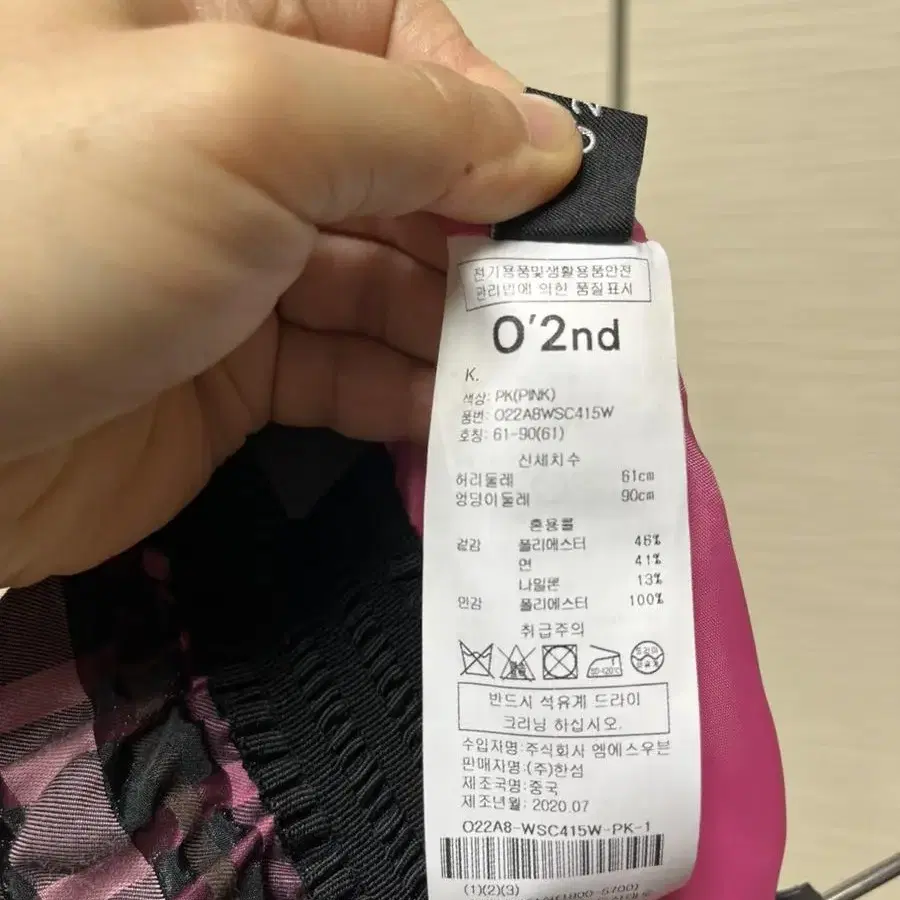 전기용품및생활용품안전
관리법에 의한 품질표시
O'2nd
K.
색상: PK(PINK)
품번: O22A8WSC415W
호칭: 61-90(61)
신체치수
허리둘레 61cm
엉덩이둘레 90cm
혼용률
겉감 폴리에스터 46%
면 41%
나일론 13%
안감 폴리에스터 100%
취급주의
80-120℃
드라이
반드시 석유계 드라이
크리닝 하십시오.
수입자명: 주식회사 엠에스우븐
판매자명:(주)한섬
제조국명:중국
제조년월: 2020.07
O22A8-WSC415W-PK-1
(1)(2)(3)